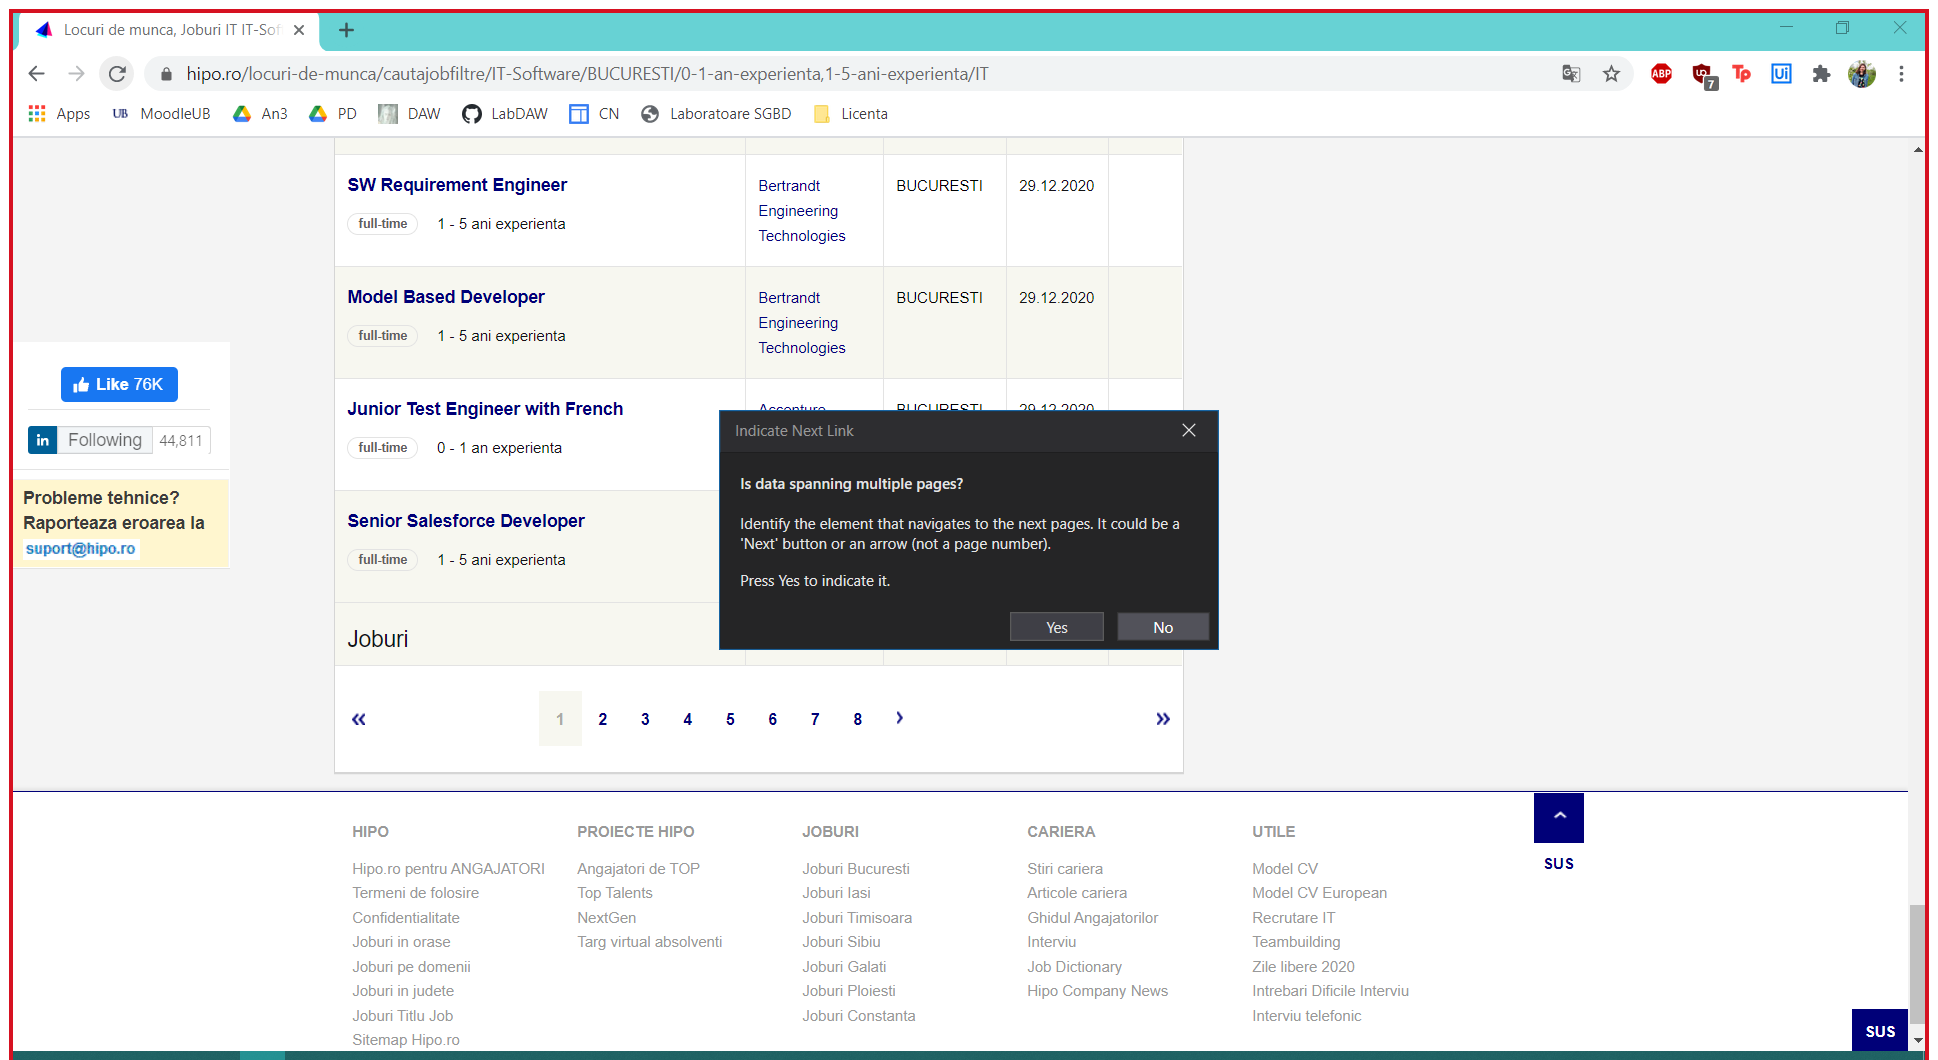 Locuri de munca, Joburi IT IT-Sof
hipo.ro/locuri-de-munca/cautajobfiltre/IT-Software/BUCURESTI/0-1-an-experienta,1-5-ani-experienta/IT
ABP
7
Tp
Ui
Apps
UB MoodleUB
An3
PD
DAW
LabDAW
CN
Laboratoare SGBD
Licenta
SW Requirement Engineer
full-time 1 - 5 ani experienta
Bertrandt
Engineering
Technologies
BUCURESTI
29.12.2020
Model Based Developer
full-time 1 - 5 ani experienta
Bertrandt
Engineering
Technologies
BUCURESTI
29.12.2020
Like 76K
in Following 44,811
Probleme tehnice?
Raporteaza eroarea la
suport@hipo.ro
Junior Test Engineer with French
full-time 0 - 1 an experienta
Accenture
BUCURESTI
29.12.2020
Senior Salesforce Developer
full-time 1 - 5 ani experienta
Indicate Next Link
Is data spanning multiple pages?
Identify the element that navigates to the next pages. It could be a
'Next' button or an arrow (not a page number).
Press Yes to indicate it.
Yes
No
Joburi
« 1 2 3 4 5 6 7 8 › »
HIPO
Hipo.ro pentru ANGAJATORI
Termeni de folosire
Confidentialitate
Joburi in orase
Joburi pe domenii
Joburi in judete
Joburi Titlu Job
Sitemap Hipo.ro
PROIECTE HIPO
Angajatori de TOP
Top Talents
NextGen
Targ virtual absolventi
JOBURI
Joburi Bucuresti
Joburi Iasi
Joburi Timisoara
Joburi Sibiu
Joburi Galati
Joburi Ploiesti
Joburi Constanta
CARIERA
Stiri cariera
Articole cariera
Ghidul Angajatorilor
Interviu
Job Dictionary
Hipo Company News
UTILE
Model CV
Model CV European
Recrutare IT
Teambuilding
Zile libere 2020
Intrebari Dificile Interviu
Interviu telefonic
SUS
SUS